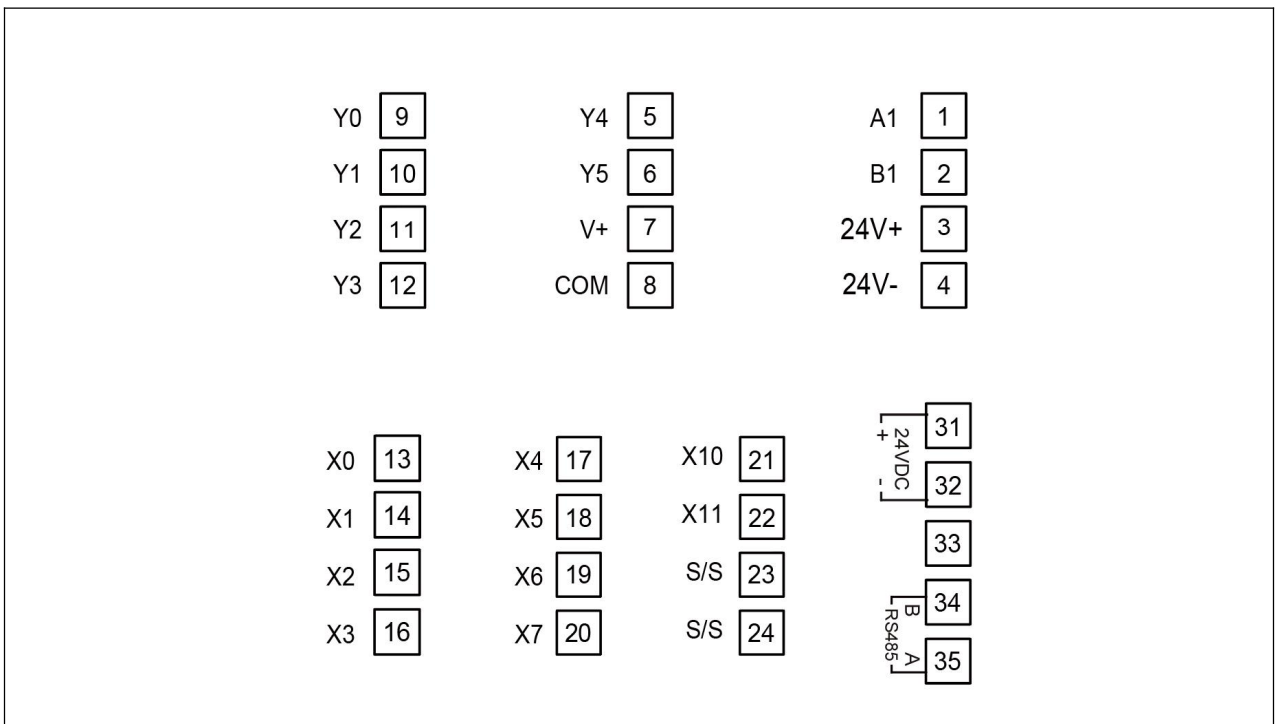 Y0 9 Y4 5 A1 1
Y1 10 Y5 6 B1 2
Y2 11 V+ 7 24V+ 3
Y3 12 COM 8 24V- 4
X0 13 X4 17 X10 21
X1 14 X5 18 X11 22
X2 15 X6 19 S/S 23
X3 16 X7 20 S/S 24
31
+ 24VDC -
32
33
34
B RS485 A
35